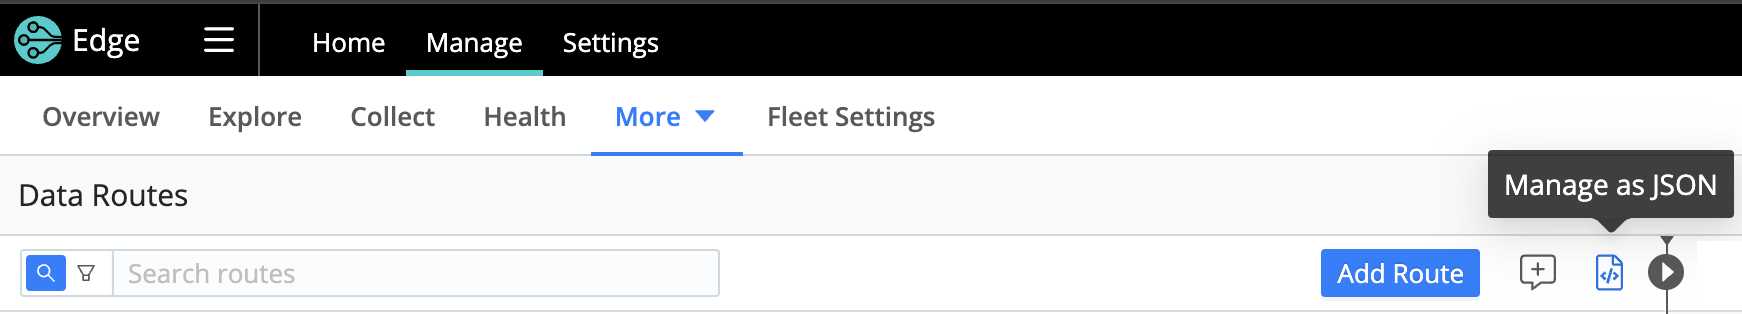 Edge
Home Manage Settings
Overview Explore Collect Health More Fleet Settings
Data Routes
Manage as JSON
Search routes
Add Route